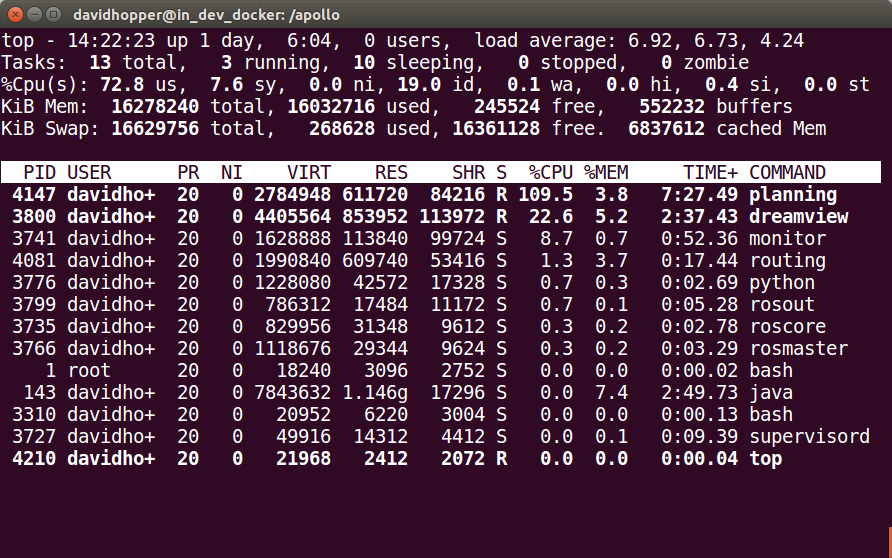 davidhopper@in_dev_docker: /apollo
top - 14:22:23 up 1 day,  6:04,  0 users,  load average: 6.92, 6.73, 4.24
Tasks:  13 total,   3 running,  10 sleeping,   0 stopped,   0 zombie
%Cpu(s): 72.8 us,  7.6 sy,  0.0 ni, 19.0 id,  0.1 wa,  0.0 hi,  0.4 si,  0.0 st
KiB Mem:  16278240 total, 16032716 used,   245524 free,   552232 buffers
KiB Swap: 16629756 total,   268628 used, 16361128 free.  6837612 cached Mem
  PID USER      PR  NI    VIRT    RES    SHR S  %CPU %MEM     TIME+ COMMAND
 4147 davidho+  20   0 2784948 611720  84216 R 109.5  3.8   7:27.49 planning
 3800 davidho+  20   0 4405564 853952 113972 R  22.6  5.2   2:37.43 dreamview
 3741 davidho+  20   0 1628888 113840  99724 S   8.7  0.7   0:52.36 monitor
 4081 davidho+  20   0 1990840 609740  53416 S   1.3  3.7   0:17.44 routing
 3776 davidho+  20   0 1228080  42572  17328 S   0.7  0.3   0:02.69 python
 3799 davidho+  20   0  786312  17484  11172 S   0.7  0.1   0:05.28 rosout
 3735 davidho+  20   0  829956  31348   9612 S   0.3  0.2   0:02.78 roscore
 3766 davidho+  20   0 1118676  29344   9624 S   0.3  0.2   0:03.29 rosmaster
    1 root      20   0   18240   3096   2752 S   0.0  0.0   0:00.02 bash
  143 davidho+  20   0 7843632 1.146g  17296 S   0.0  7.4   2:49.73 java
 3310 davidho+  20   0   20952   6220   3004 S   0.0  0.0   0:00.13 bash
 3727 davidho+  20   0   49916  14312   4412 S   0.0  0.1   0:09.39 supervisord
 4210 davidho+  20   0   21968   2412   2072 R   0.0  0.0   0:00.04 top